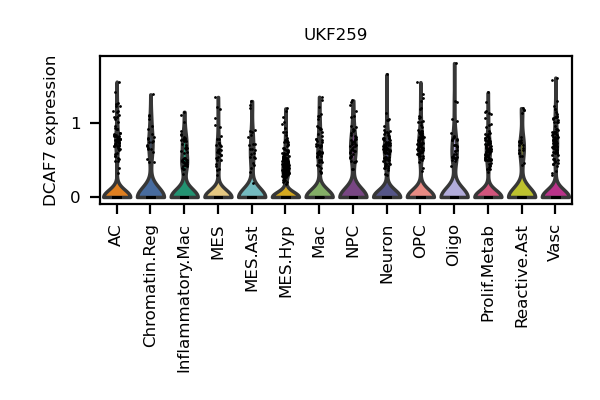 UKF259
DCAF7 expression
1
0
AC
Chromatin.Reg
Inflammatory.Mac
MES
MES.Ast
MES.Hyp
Mac
NPC
Neuron
OPC
Oligo
Prolif.Metab
Reactive.Ast
Vasc